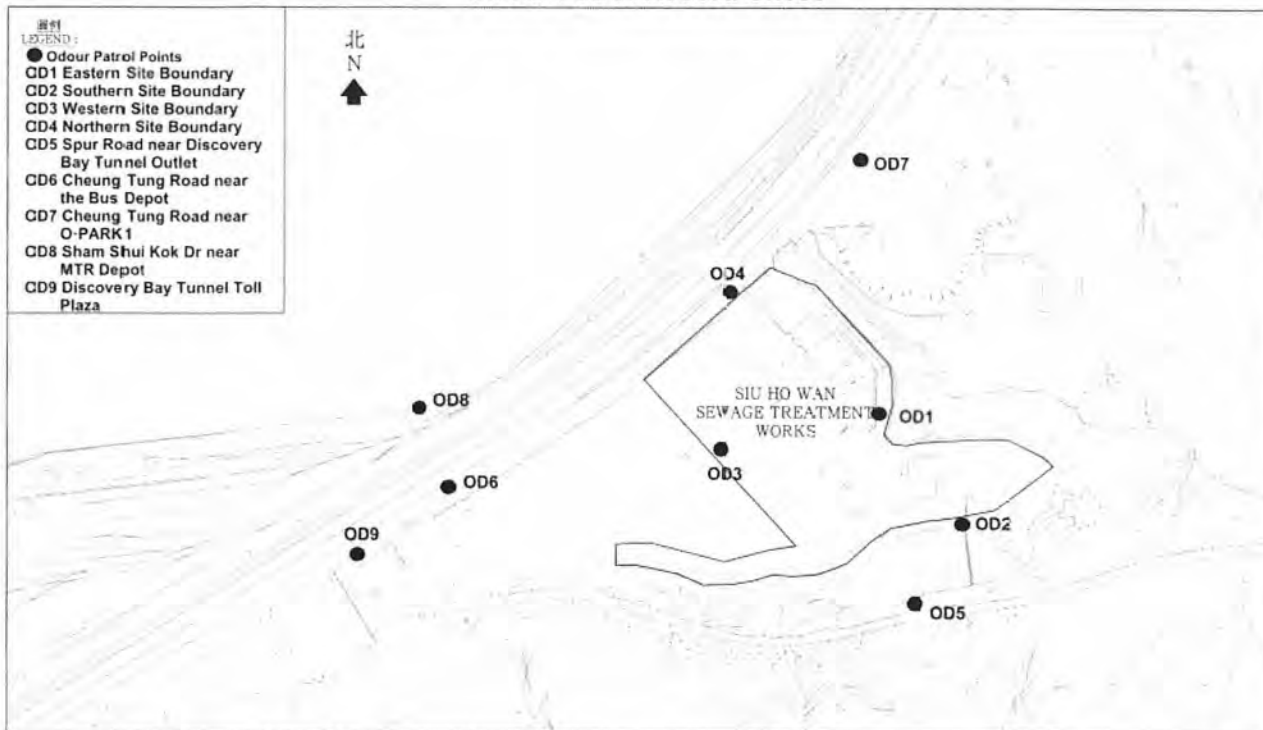 圖例
LEGEND :
Odour Patrol Points
OD1 Eastern Site Boundary
OD2 Southern Site Boundary
OD3 Western Site Boundary
OD4 Northern Site Boundary
OD5 Spur Road near Discovery
Bay Tunnel Outlet
OD6 Cheung Tung Road near
the Bus Depot
OD7 Cheung Tung Road near
O-PARK1
OD8 Sham Shui Kok Dr near
MTR Depot
OD9 Discovery Bay Tunnel Toll
Plaza
北
N
OD7
OD4
SIU HO WAN
SEWAGE TREATMENT
WORKS
OD1
OD8
OD3
OD6
OD2
OD9
OD5